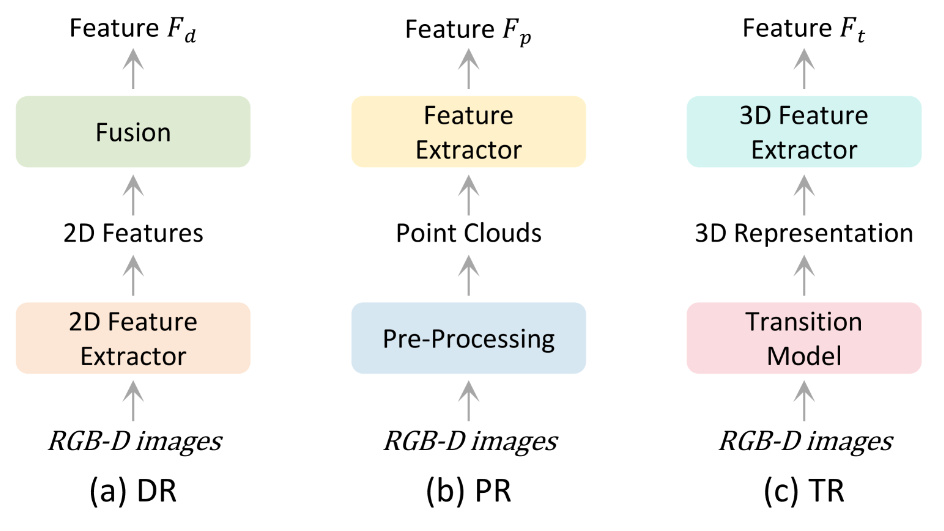 Feature F_d
Fusion
2D Features
2D Feature
Extractor
RGB-D images
(a) DR
Feature F_p
Feature
Extractor
Point Clouds
Pre-Processing
RGB-D images
(b) PR
Feature F_t
3D Feature
Extractor
3D Representation
Transition
Model
RGB-D images
(c) TR